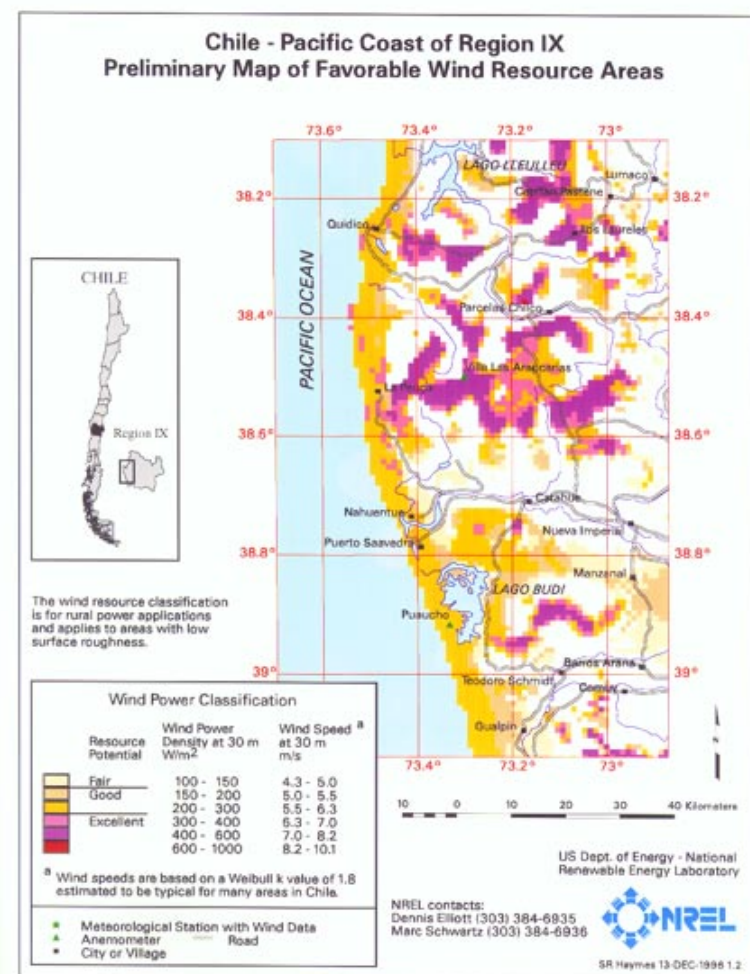 Chile - Pacific Coast of Region IX
Preliminary Map of Favorable Wind Resource Areas
73.6° 73.4° 73.2° 73°
LAGO LLEULLEU
Lumaco
Capitan Pastene
38.2° 38.2°
Quidico
Los Laureles
PACIFIC OCEAN
CHILE
Region IX
Parcelas Chilco
38.4° 38.4°
Villa Las Araucarias
38.6° 38.6°
Catahue
Nahuentue
Nueva Imperi
Puerto Saavedra
38.8° 38.8°
Manzanal
LAGO BUDI
Puaucho
The wind resource classification
is for rural power applications
and applies to areas with low
surface roughness.
Barros Arana
39° 39°
Teodoro Schmidt
Comuy
Gualpin
73.4° 73.2° 73°
Wind Power Classification
Resource Potential
Wind Power Density at 30 m W/m2
Wind Speed a at 30 m m/s
Fair 100 - 150 4.3 - 5.0
Good 150 - 200 5.0 - 5.5
200 - 300 5.5 - 6.3
Excellent 300 - 400 6.3 - 7.0
400 - 600 7.0 - 8.2
600 - 1000 8.2 - 10.1
a Wind speeds are based on a Weibull k value of 1.8
estimated to be typical for many areas in Chile.
Meteorological Station with Wind Data
Anemometer Road
City or Village
10 0 10 20 30 40 Kilometers
US Dept. of Energy - National
Renewable Energy Laboratory
NREL contacts:
Dennis Elliott (303) 384-6935
Marc Schwartz (303) 384-6936
NREL
SR Haymes 13-DEC-1996 1.2